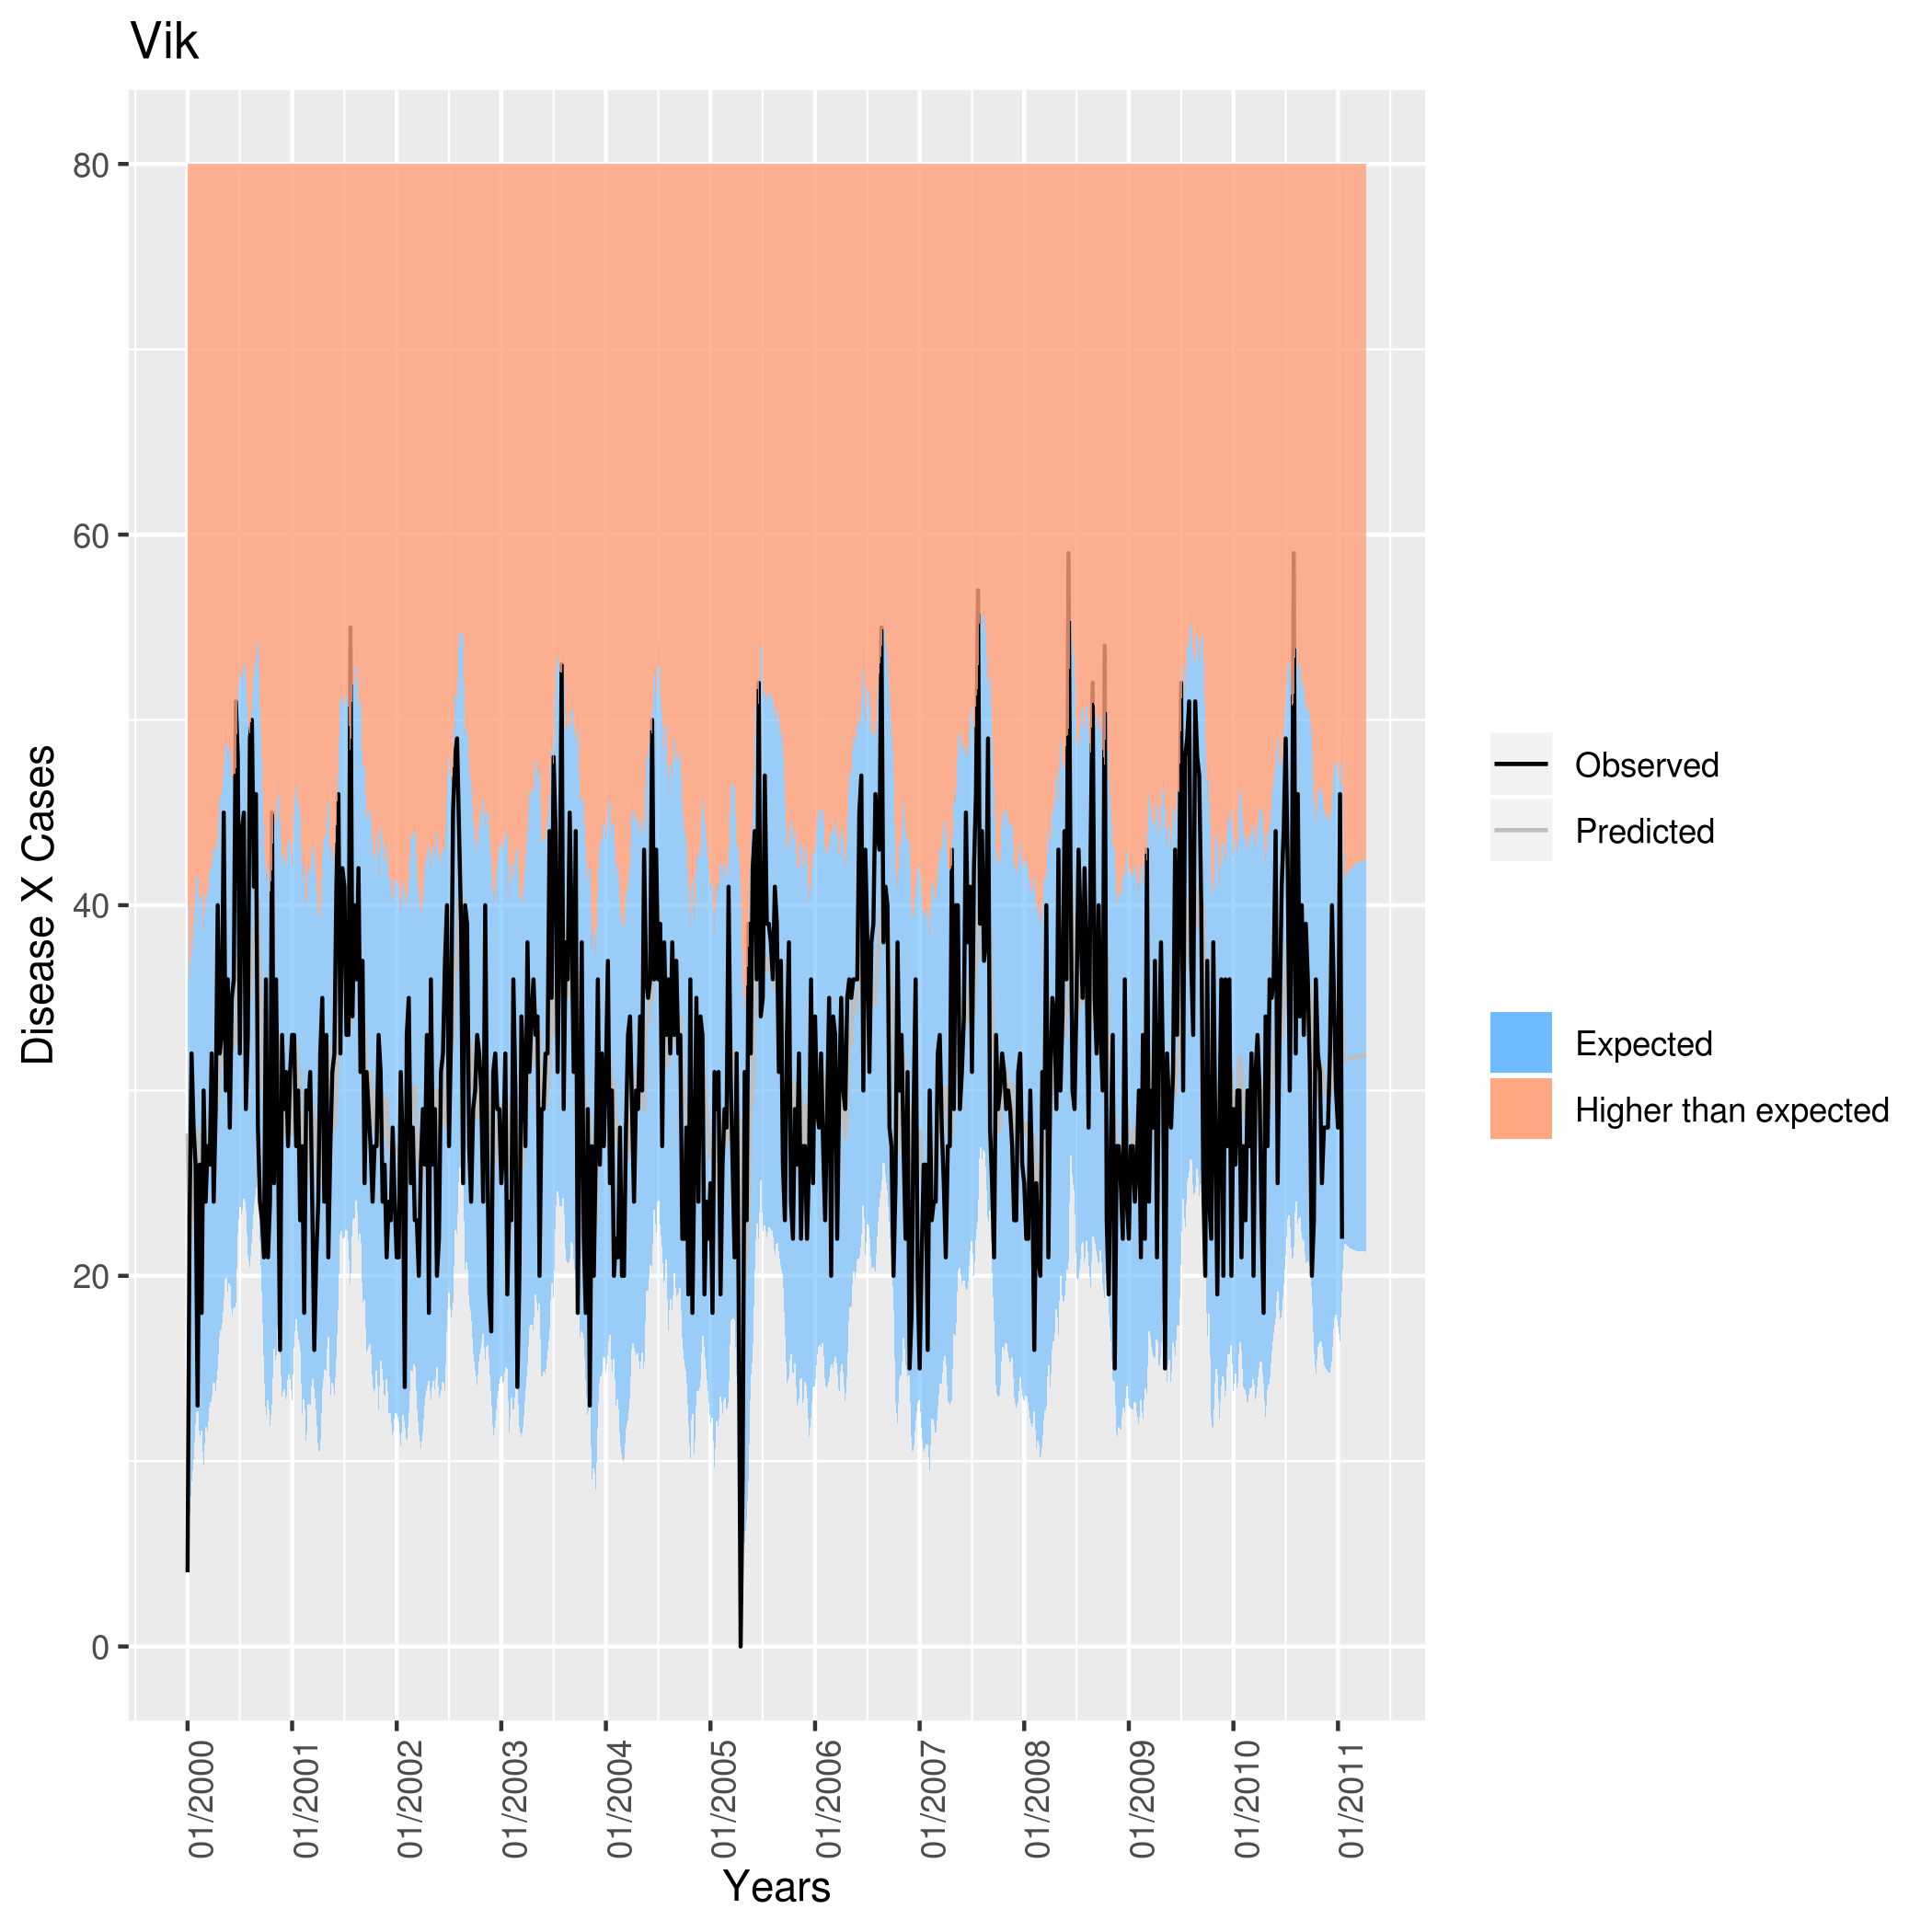 Vik
Disease X Cases
80
60
40
20
0
01/2000
01/2001
01/2002
01/2003
01/2004
01/2005
01/2006
01/2007
01/2008
01/2009
01/2010
01/2011
Years
Observed
Predicted
Expected
Higher than expected